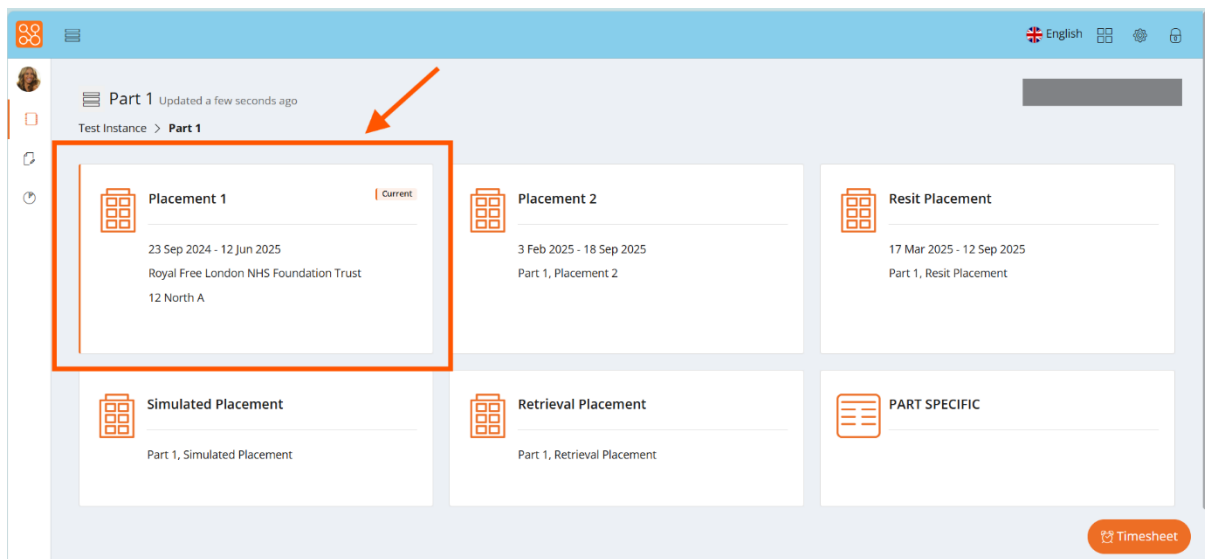 English
Part 1 Updated a few seconds ago
Test Instance > Part 1
Placement 1
Current
23 Sep 2024 - 12 Jun 2025
Royal Free London NHS Foundation Trust
12 North A
Placement 2
3 Feb 2025 - 18 Sep 2025
Part 1, Placement 2
Resit Placement
17 Mar 2025 - 12 Sep 2025
Part 1, Resit Placement
Simulated Placement
Part 1, Simulated Placement
Retrieval Placement
Part 1, Retrieval Placement
PART SPECIFIC
Timesheet